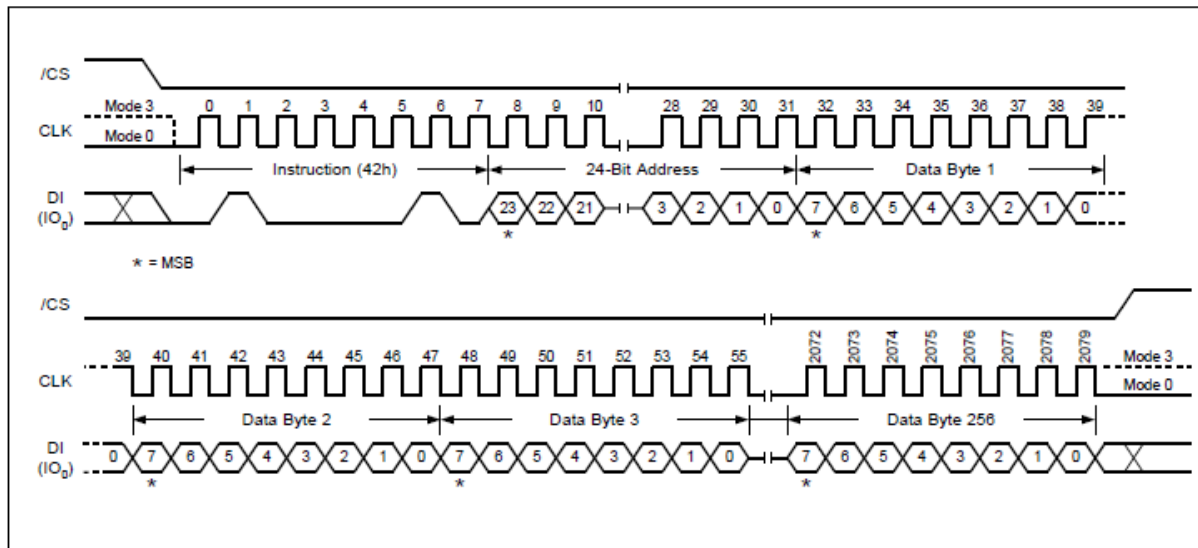 /CS
Mode 3 0 1 2 3 4 5 6 7 8 9 10 28 29 30 31 32 33 34 35 36 37 38 39
CLK Mode 0
Instruction (42h) 24-Bit Address Data Byte 1
DI
(IO₀) 23 22 21 3 2 1 0 7 6 5 4 3 2 1 0
* *
* = MSB
/CS
39 40 41 42 43 44 45 46 47 48 49 50 51 52 53 54 55 2072 2073 2074 2075 2076 2077 2078 2079 Mode 3
CLK Mode 0
Data Byte 2 Data Byte 3 Data Byte 256
DI
(IO₀) 0 7 6 5 4 3 2 1 0 7 6 5 4 3 2 1 0 7 6 5 4 3 2 1 0
* * *